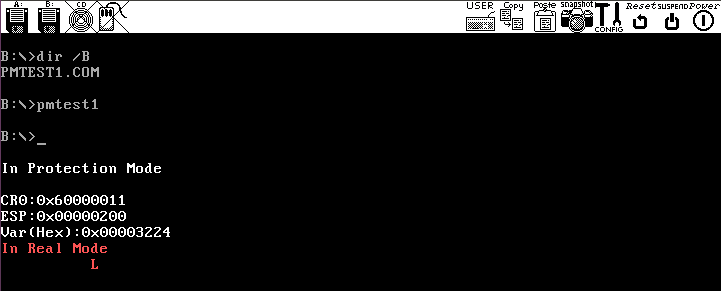 A: B: CD USER Copy Paste snapshot CONFIG Reset SUSPEND Power
B:\>dir /B
PMTEST1.COM
B:\>pmtest1
B:\>_
In Protection Mode
CR0:0x60000011
ESP:0x00000200
Var(Hex):0x00003224
In Real Mode
L